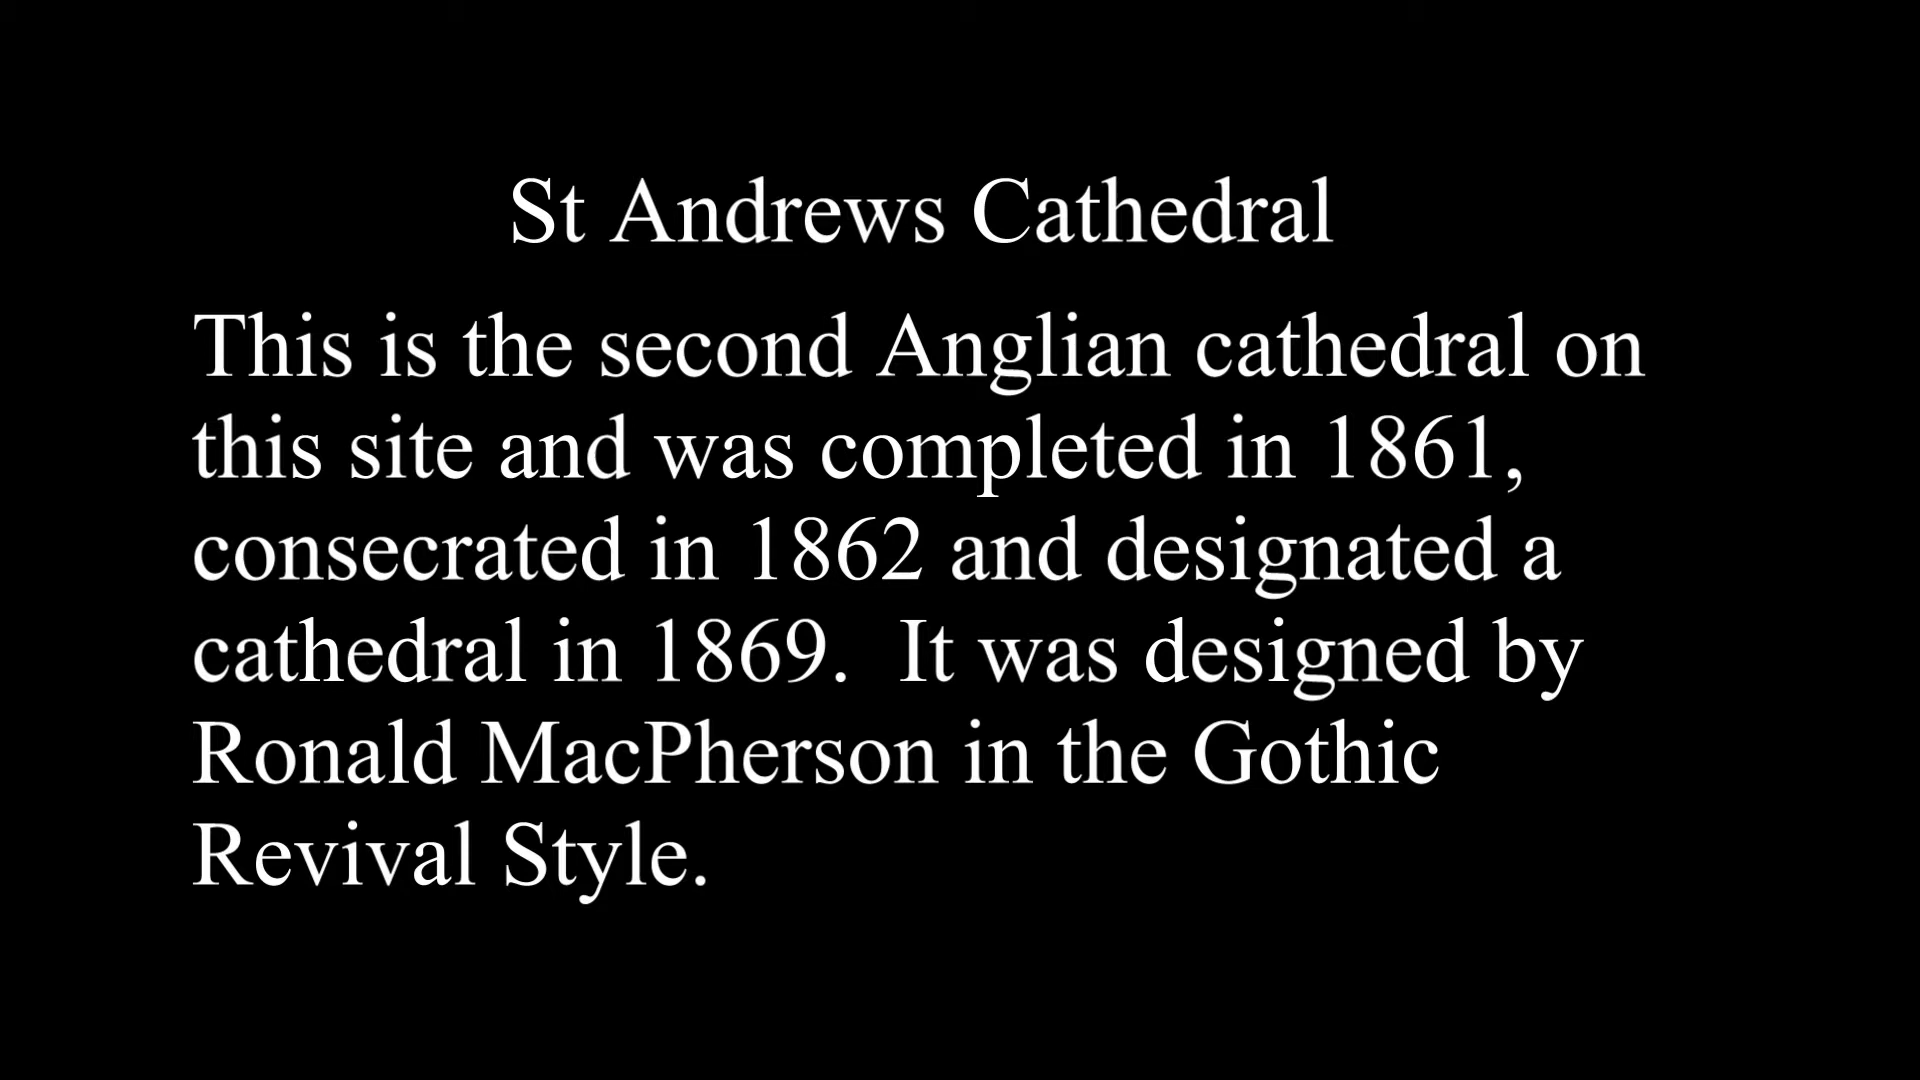 St Andrews Cathedral
This is the second Anglian cathedral on
this site and was completed in 1861,
consecrated in 1862 and designated a
cathedral in 1869.  It was designed by
Ronald MacPherson in the Gothic
Revival Style.